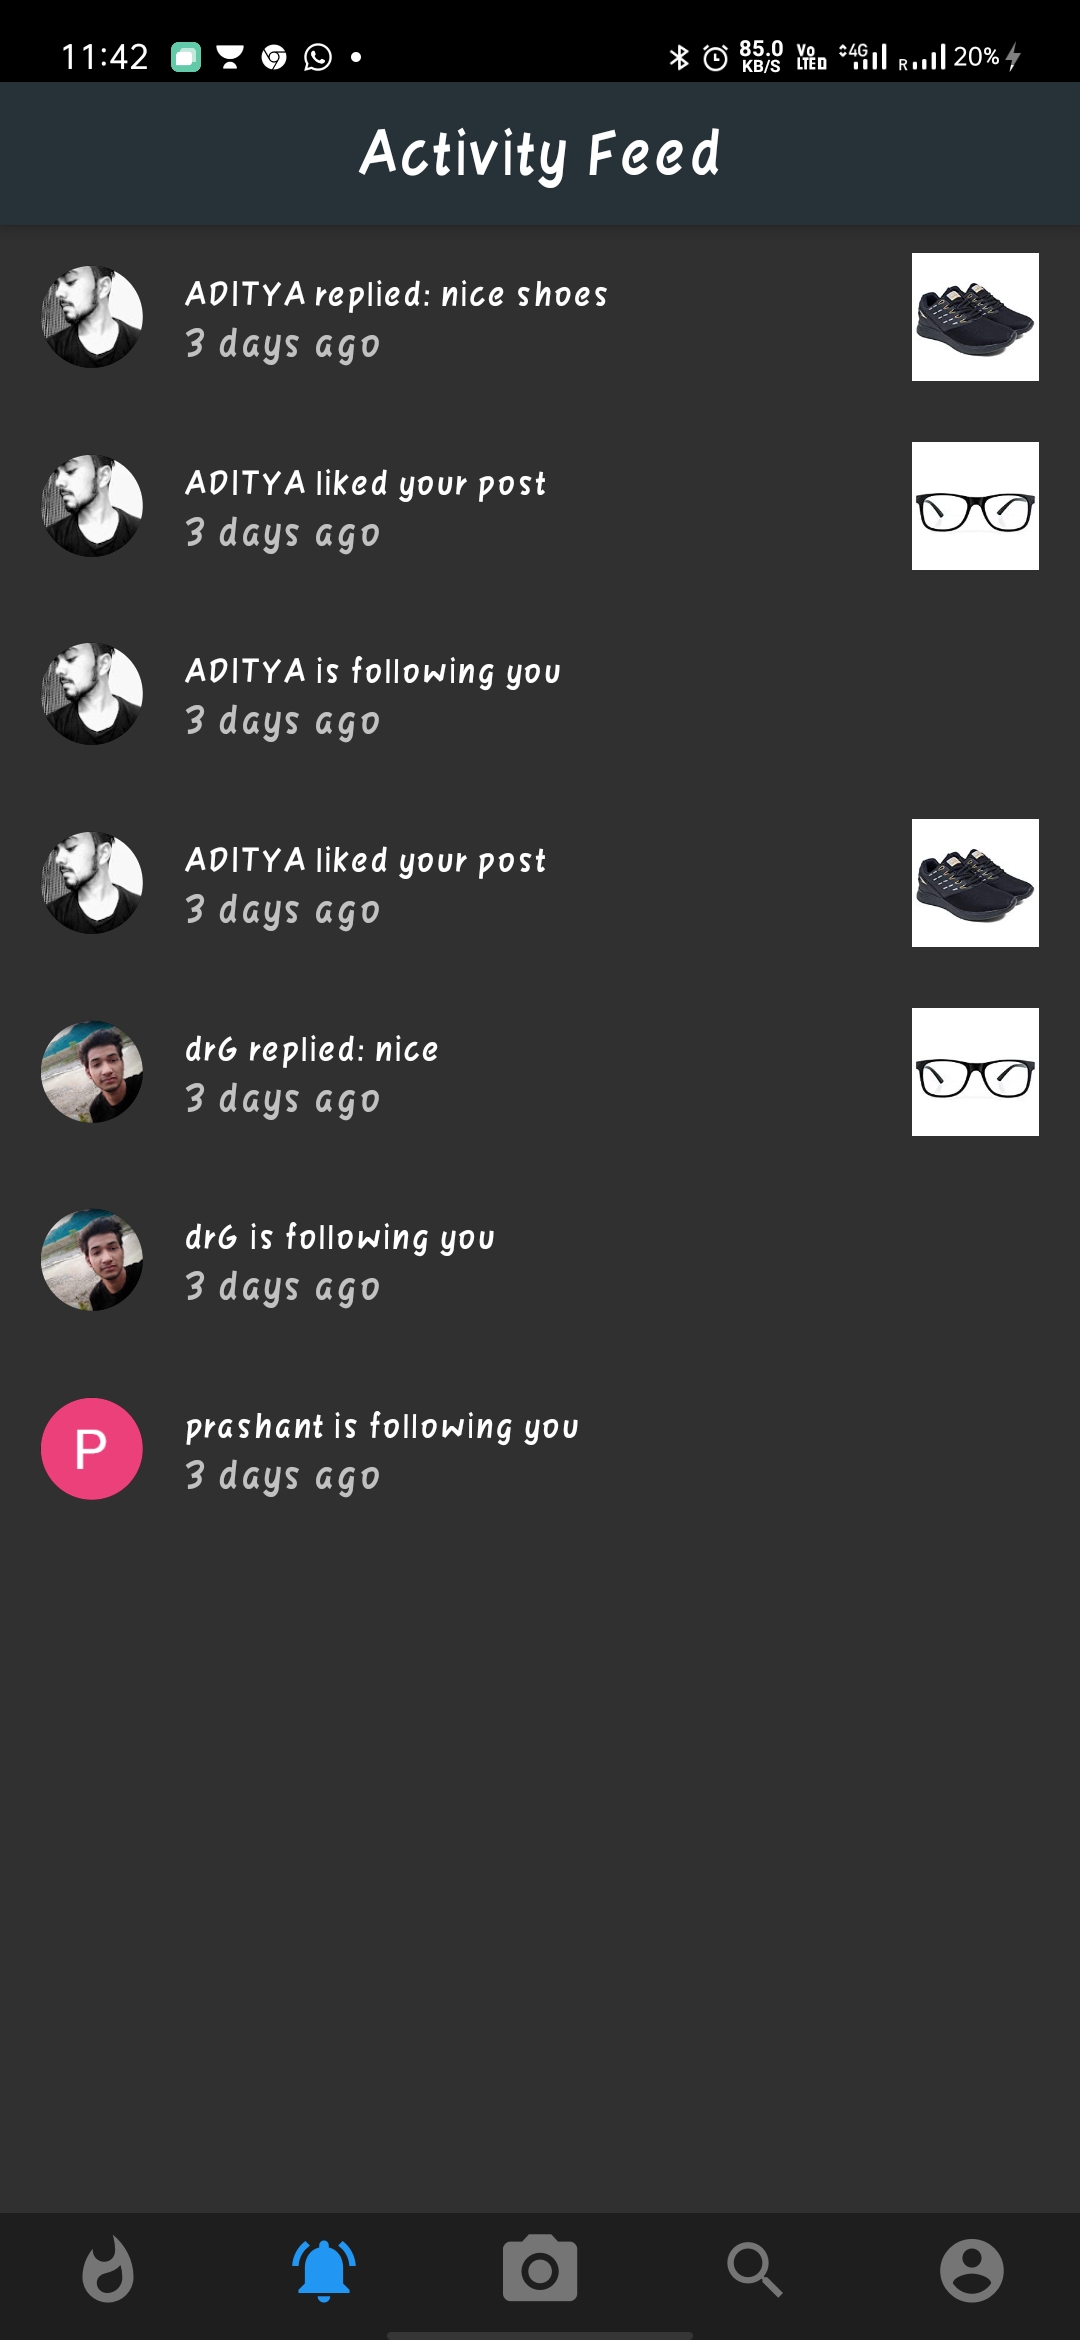 11:42 85.0 KB/S Vo LTED 4G R 20%
Activity Feed
ADITYA replied: nice shoes
3 days ago
ADITYA liked your post
3 days ago
ADITYA is following you
3 days ago
ADITYA liked your post
3 days ago
drG replied: nice
3 days ago
drG is following you
3 days ago
P
prashant is following you
3 days ago